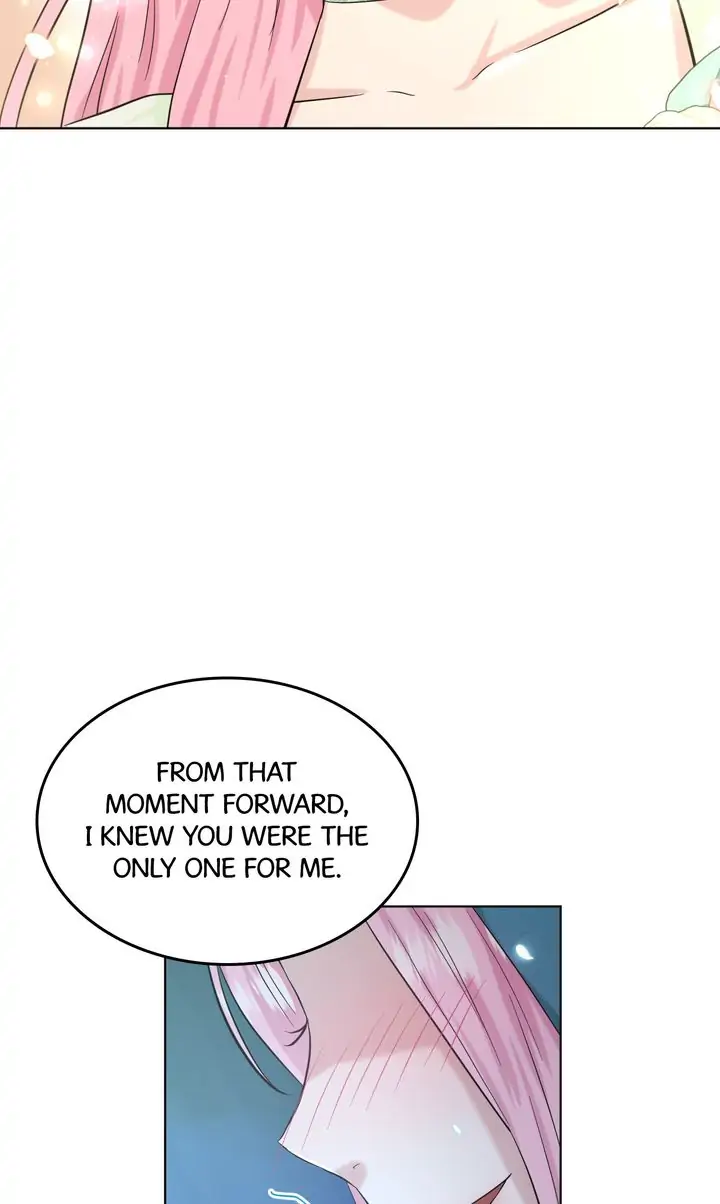 FROM THAT
MOMENT FORWARD,
I KNEW YOU WERE THE
ONLY ONE FOR ME.